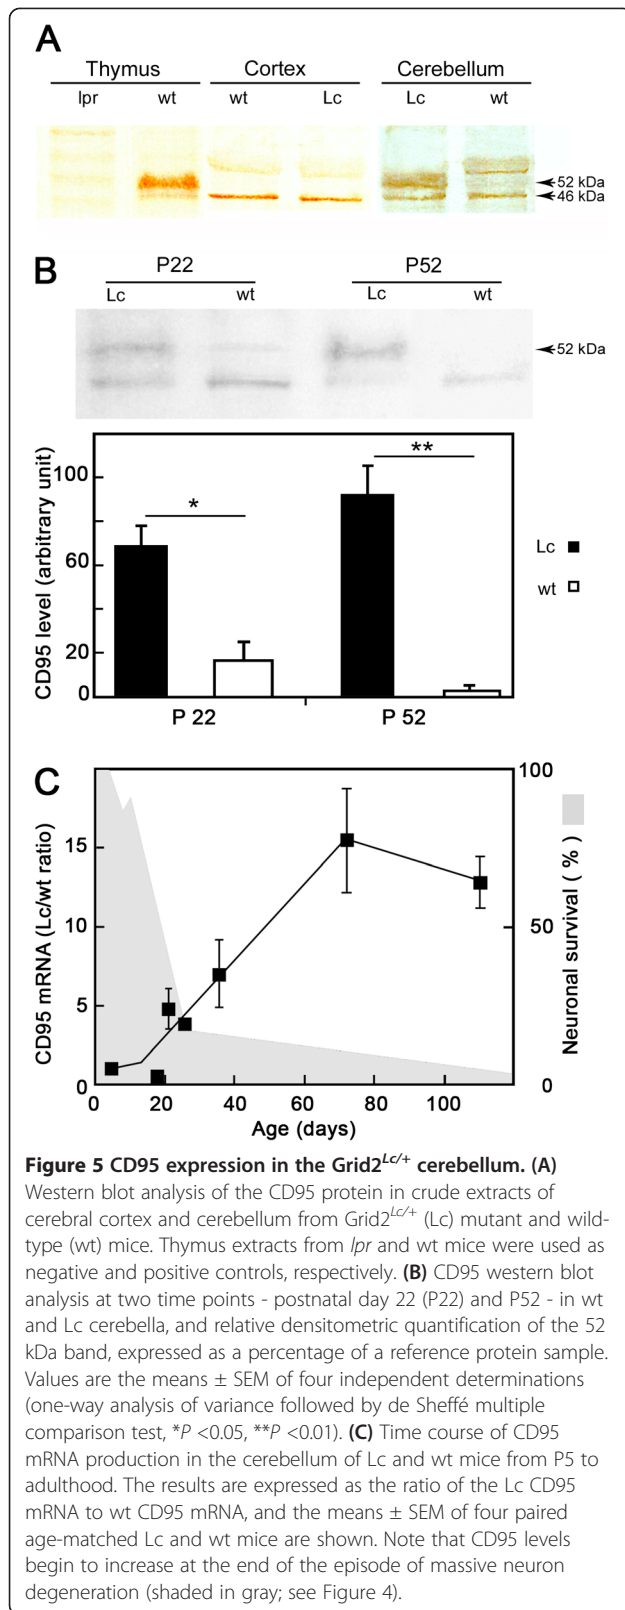 A
Thymus Cortex Cerebellum
lpr wt wt Lc Lc wt
52 kDa
46 kDa
B
P22 P52
Lc wt Lc wt
52 kDa
CD95 level (arbitrary unit)
100
60
20
0
*
**
Lc
wt
P 22 P 52
C
CD95 mRNA (Lc/wt ratio)
15
10
5
0
100
50
0
Neuronal survival ( % )
0 20 40 60 80 100
Age (days)
Figure 5 CD95 expression in the Grid2Lc/+ cerebellum. (A)
Western blot analysis of the CD95 protein in crude extracts of
cerebral cortex and cerebellum from Grid2Lc/+ (Lc) mutant and wild-
type (wt) mice. Thymus extracts from lpr and wt mice were used as
negative and positive controls, respectively. (B) CD95 western blot
analysis at two time points - postnatal day 22 (P22) and P52 - in wt
and Lc cerebella, and relative densitometric quantification of the 52
kDa band, expressed as a percentage of a reference protein sample.
Values are the means ± SEM of four independent determinations
(one-way analysis of variance followed by de Sheffé multiple
comparison test, *P <0.05, **P <0.01). (C) Time course of CD95
mRNA production in the cerebellum of Lc and wt mice from P5 to
adulthood. The results are expressed as the ratio of the Lc CD95
mRNA to wt CD95 mRNA, and the means ± SEM of four paired
age-matched Lc and wt mice are shown. Note that CD95 levels
begin to increase at the end of the episode of massive neuron
degeneration (shaded in gray; see Figure 4).